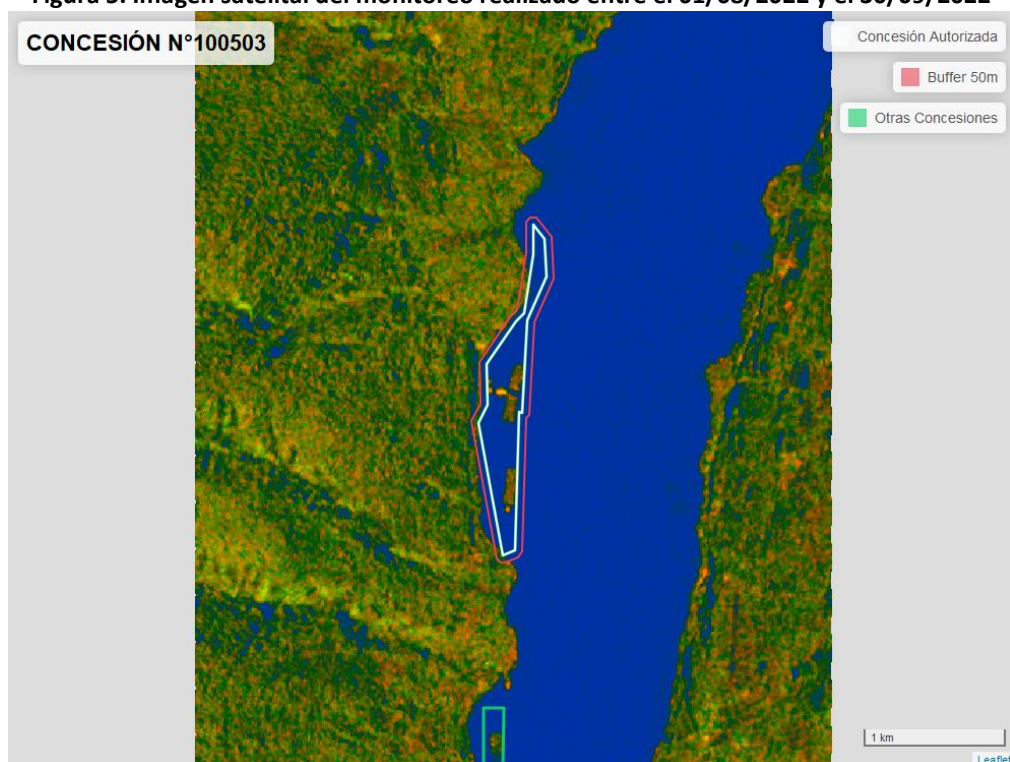 Figura 3. Imagen satelital del monitoreo realizado entre el 01/08/2022 y el 30/09/2022
CONCESIÓN N°100503
Concesión Autorizada
Buffer 50m
Otras Concesiones
1 km
Leaflet